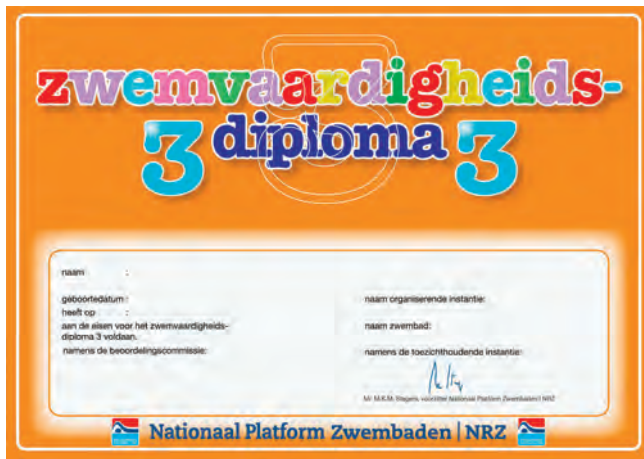 zwemvaardigheids-
3 diploma 3
naam :
geboortedatum :
heeft op :
aan de eisen voor het zwemvaardigheids-
diploma 3 voldaan.
namens de beoordelingscommissie:
naam organiserende instantie:
naam zwembad:
namens de toezichthoudende instantie:
voorzitter Nationaal Platform Zwembaden | NRZ
Nationaal Platform Zwembaden | NRZ